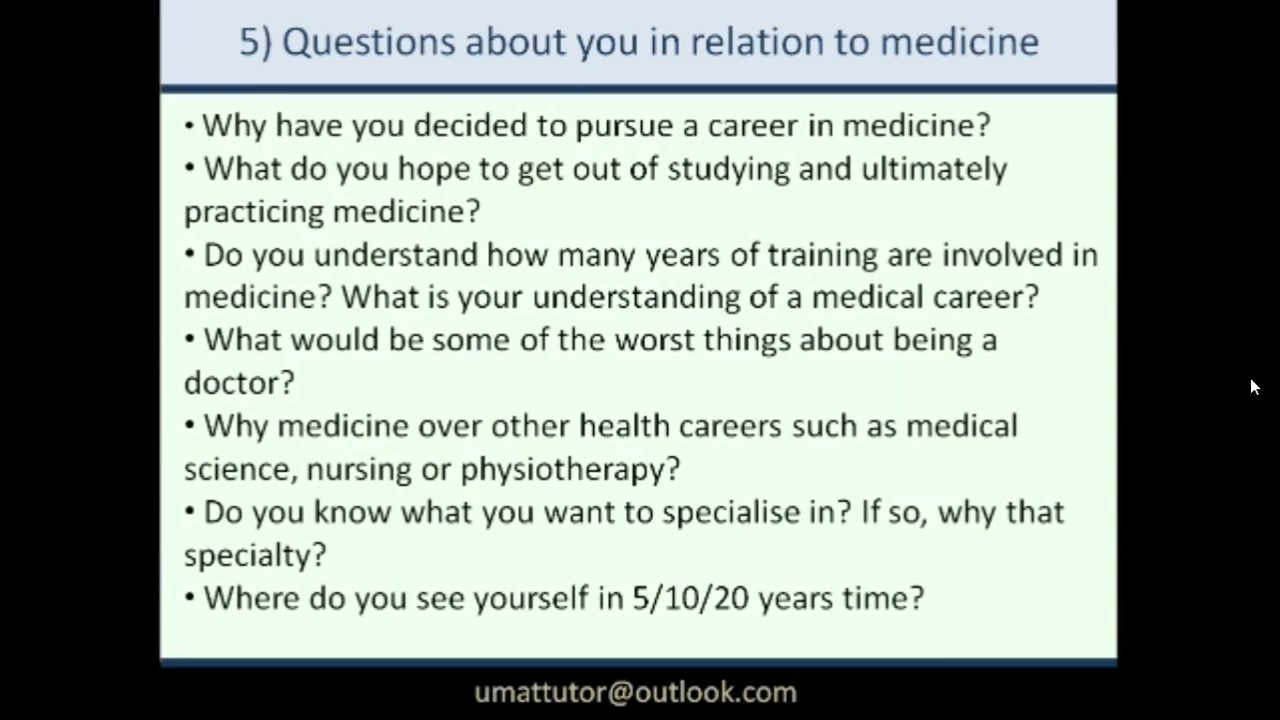 5) Questions about you in relation to medicine
• Why have you decided to pursue a career in medicine?
• What do you hope to get out of studying and ultimately
practicing medicine?
• Do you understand how many years of training are involved in
medicine? What is your understanding of a medical career?
• What would be some of the worst things about being a
doctor?
• Why medicine over other health careers such as medical
science, nursing or physiotherapy?
• Do you know what you want to specialise in? If so, why that
specialty?
• Where do you see yourself in 5/10/20 years time?
umattutor@outlook.com